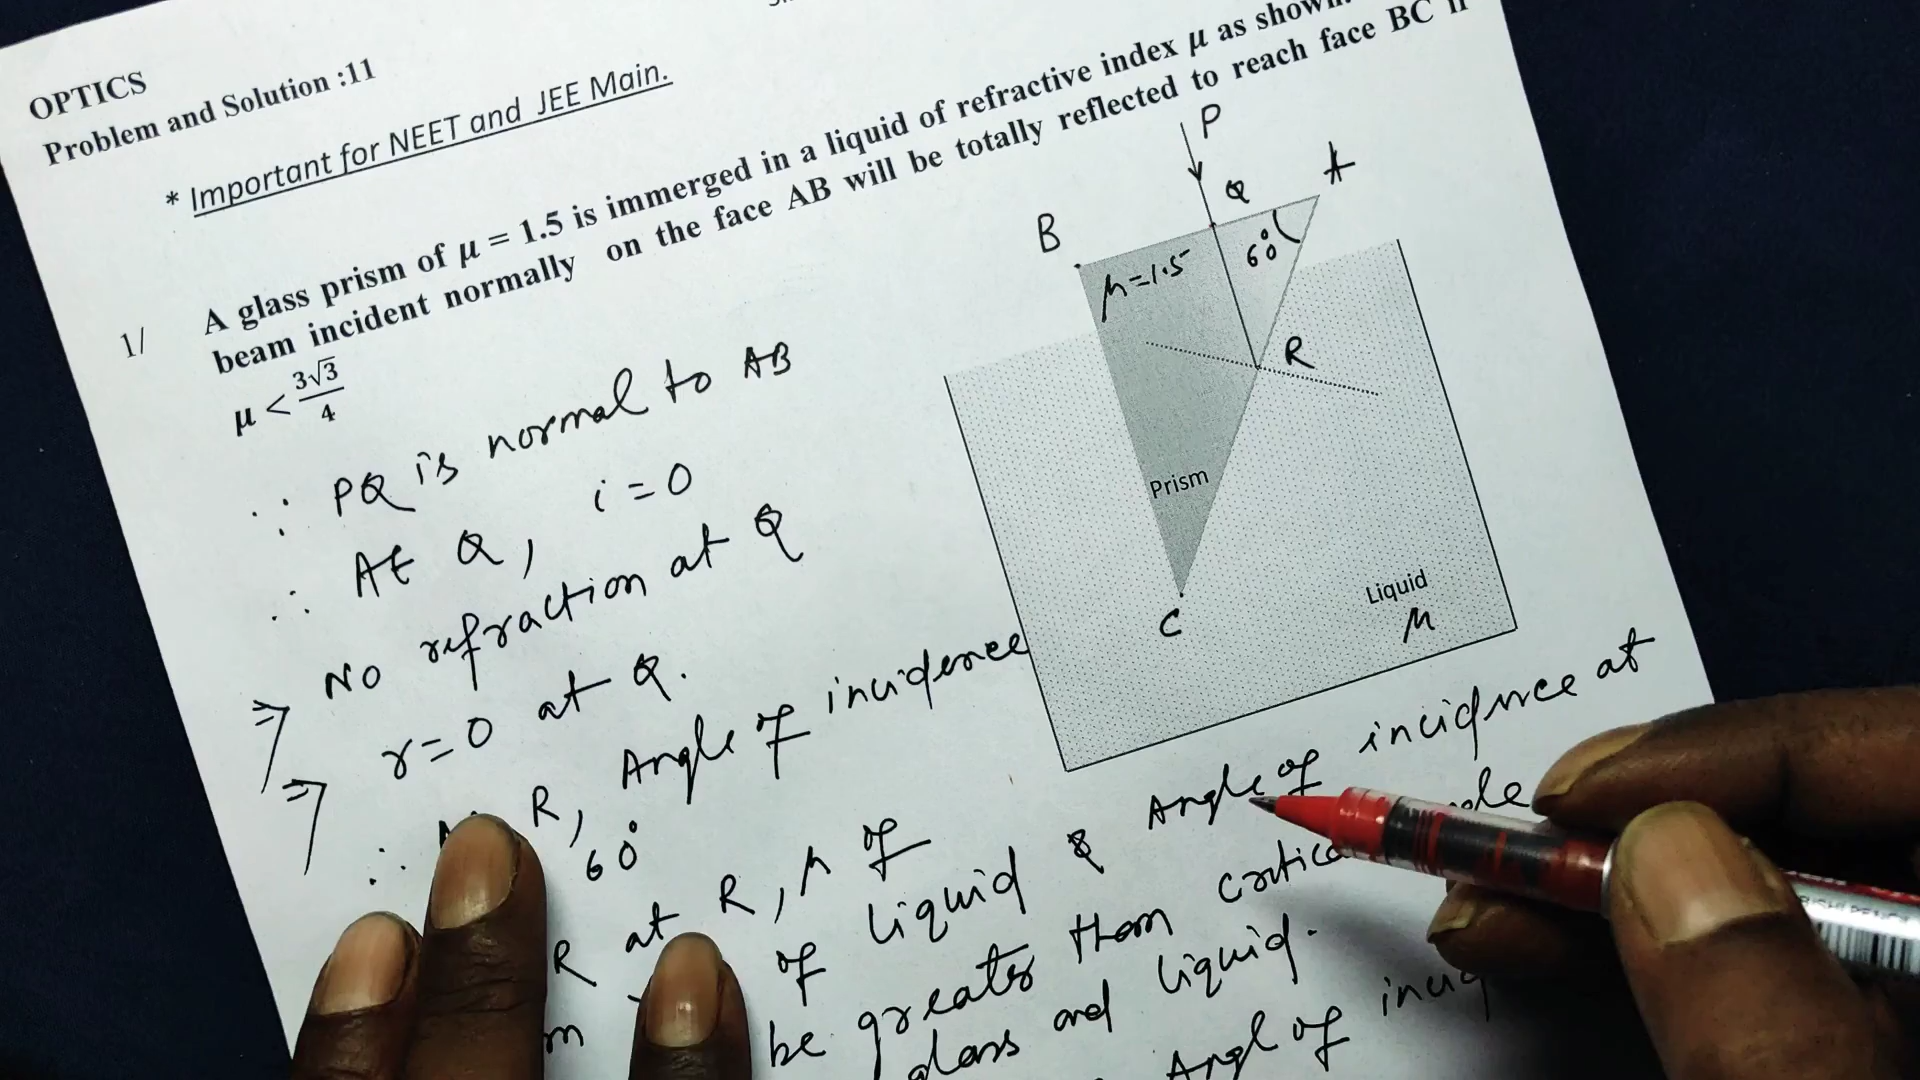 OPTICS
Problem and Solution :11
* Important for NEET and JEE Main.
1/ A glass prism of μ = 1.5 is immerged in a liquid of refractive index μ as shown.
beam incident normally on the face AB will be totally reflected to reach face BC if
μ < 3√3/4
P
Q
A
B
60°
μ=1.5
R
Prism
C
Liquid
μ
∵ PQ is normal to AB
∴ At Q, i=0
⇒ No refraction at Q
⇒ r=0 at Q.
∴ R, Angle of incidence
60°
R at R, μ of
of liquid & Angle of incidence at
be greater than critical
glass and liquid.
Angle of